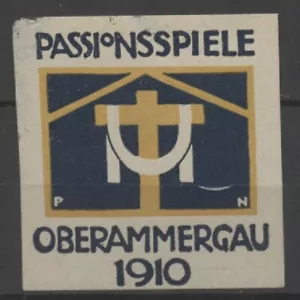 PASSIONSSPIELE
P N
OBERAMMERGAU
1910